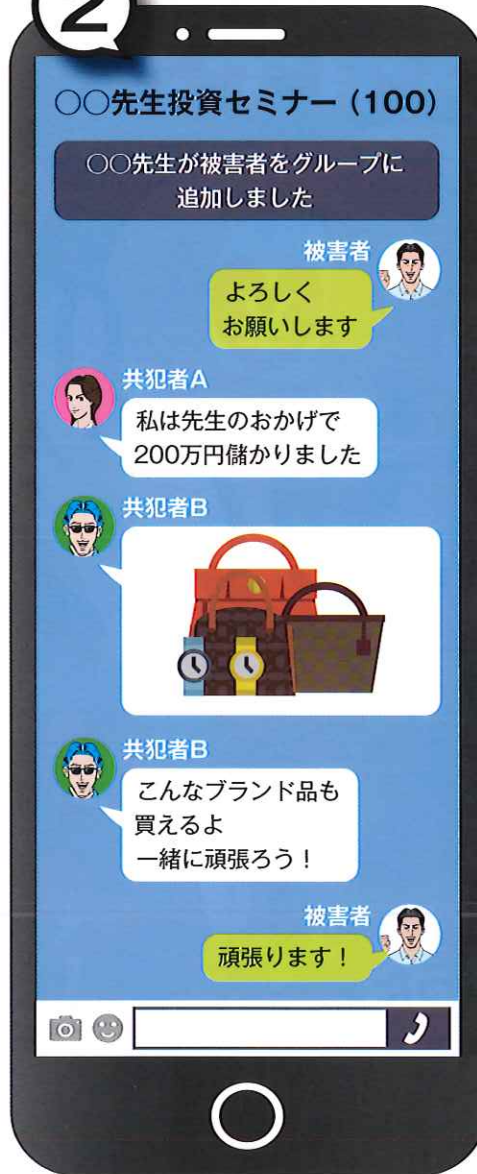 2
○○先生投資セミナー（100）
○○先生が被害者をグループに
追加しました
被害者
よろしく
お願いします
共犯者A
私は先生のおかげで
200万円儲かりました
共犯者B
共犯者B
こんなブランド品も
買えるよ
一緒に頑張ろう！
被害者
頑張ります！